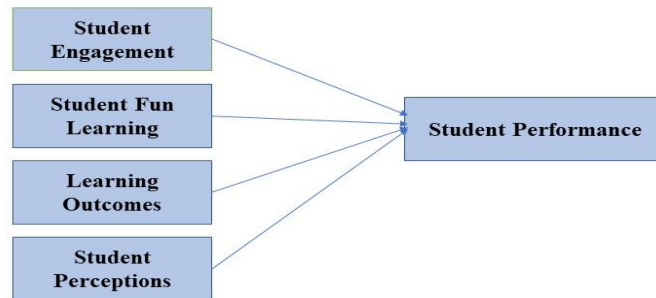 Student
Engagement
Student Fun
Learning
Student Performance
Learning
Outcomes
Student
Perceptions